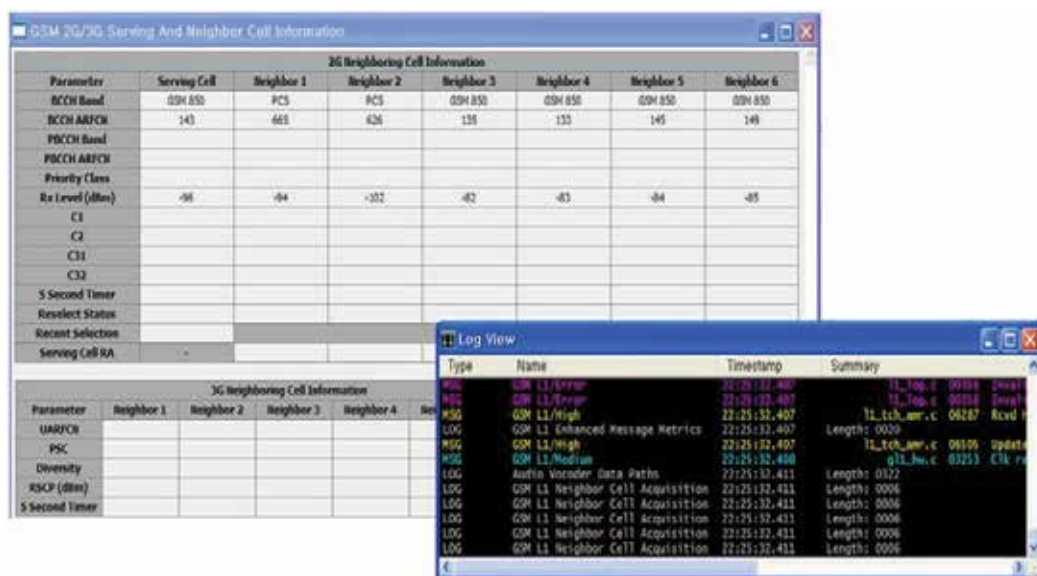 GSM 2G/3G Serving And Neighbor Cell Information
2G Neighboring Cell Information
Parameter Serving Cell Neighbor 1 Neighbor 2 Neighbor 3 Neighbor 4 Neighbor 5 Neighbor 6
BCCH Band GSM 850 PCS PCS GSM 850 GSM 850 GSM 850 GSM 850
BCCH ARFCN 143 665 626 135 133 145 149
PBCCH Band
PBCCH ARFCN
Priority Class
Rx Level (dBm) -102 -82 -83 -84 -85
C1
C2
C31
C32
5 Second Timer
Reselect Status
Recent Selection
Serving Cell RA -
3G Neighboring Cell Information
Parameter Neighbor 1 Neighbor 2 Neighbor 3 Neighbor 4
UARFCN
PSC
Diversity
RSCP (dBm)
5 Second Timer
Log View
Type Name Timestamp Summary
MSG GSM L1/Error 22:25:32.407
MSG GSM L1/Error 22:25:32.407
MSG GSM L1/High 22:25:32.407 l1_tch_amr.c 06287 Rcvd
LOG GSM L1 Enhanced Message Metrics 22:25:32.407 Length: 0020
MSG GSM L1/High 22:25:32.407 l1_tch_amr.c Update
MSG GSM L1/Medium 22:25:32.408 gl1_hw.c 03253 Clk
LOG Audio Vocoder Data Paths 22:25:32.411 Length: 0322
LOG GSM L1 Neighbor Cell Acquisition 22:25:32.411 Length: 0006
LOG GSM L1 Neighbor Cell Acquisition 22:25:32.411 Length: 0006
LOG GSM L1 Neighbor Cell Acquisition 22:25:32.411 Length: 0006
LOG GSM L1 Neighbor Cell Acquisition 22:25:32.411 Length: 0006
LOG GSM L1 Neighbor Cell Acquisition 22:25:32.411 Length: 0006